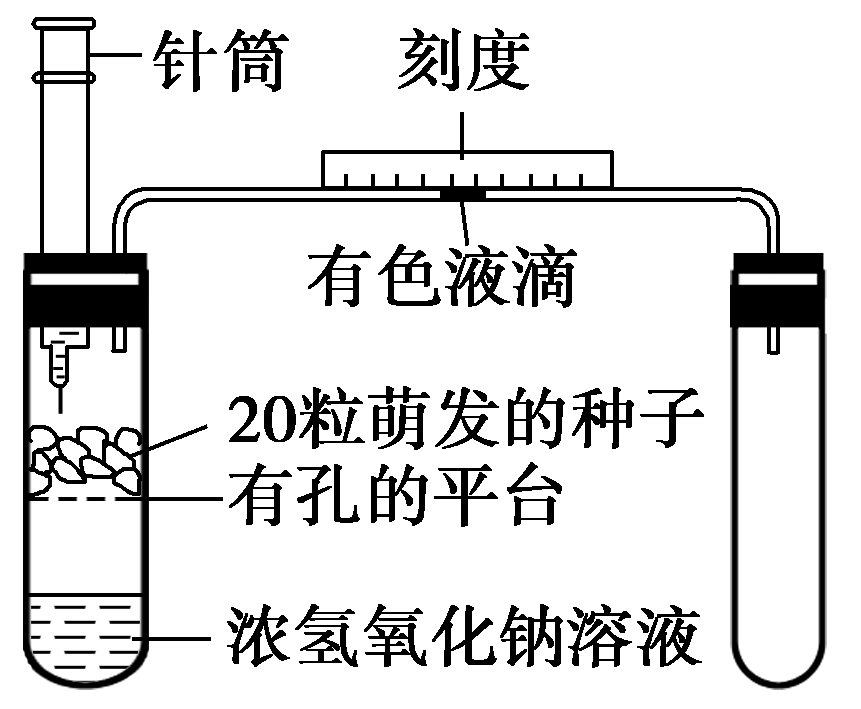 针筒
刻度
有色液滴
20粒萌发的种子
有孔的平台
浓氢氧化钠溶液